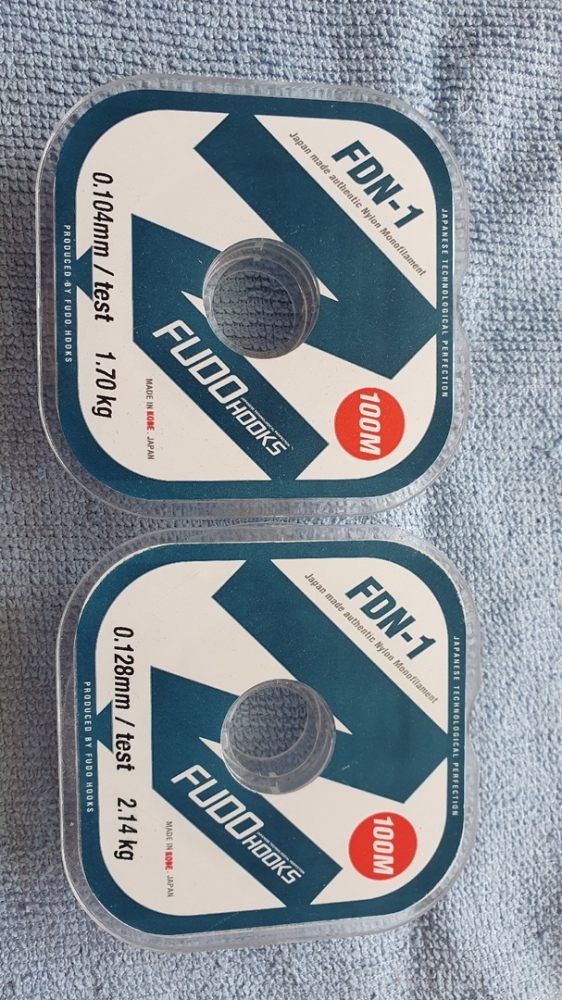 JAPANESE TECHNOLOGICAL PERFECTION
FDN-1
Japan made authentic Nylon Monofilament
100M
FUDO HOOKS
MADE IN KOBE, JAPAN
0.104mm / test 1.70 kg
PRODUCED BY FUDO HOOKS
JAPANESE TECHNOLOGICAL PERFECTION
FDN-1
Japan made authentic Nylon Monofilament
100M
FUDO HOOKS
MADE IN KOBE, JAPAN
0.128mm / test 2.14 kg
PRODUCED BY FUDO HOOKS